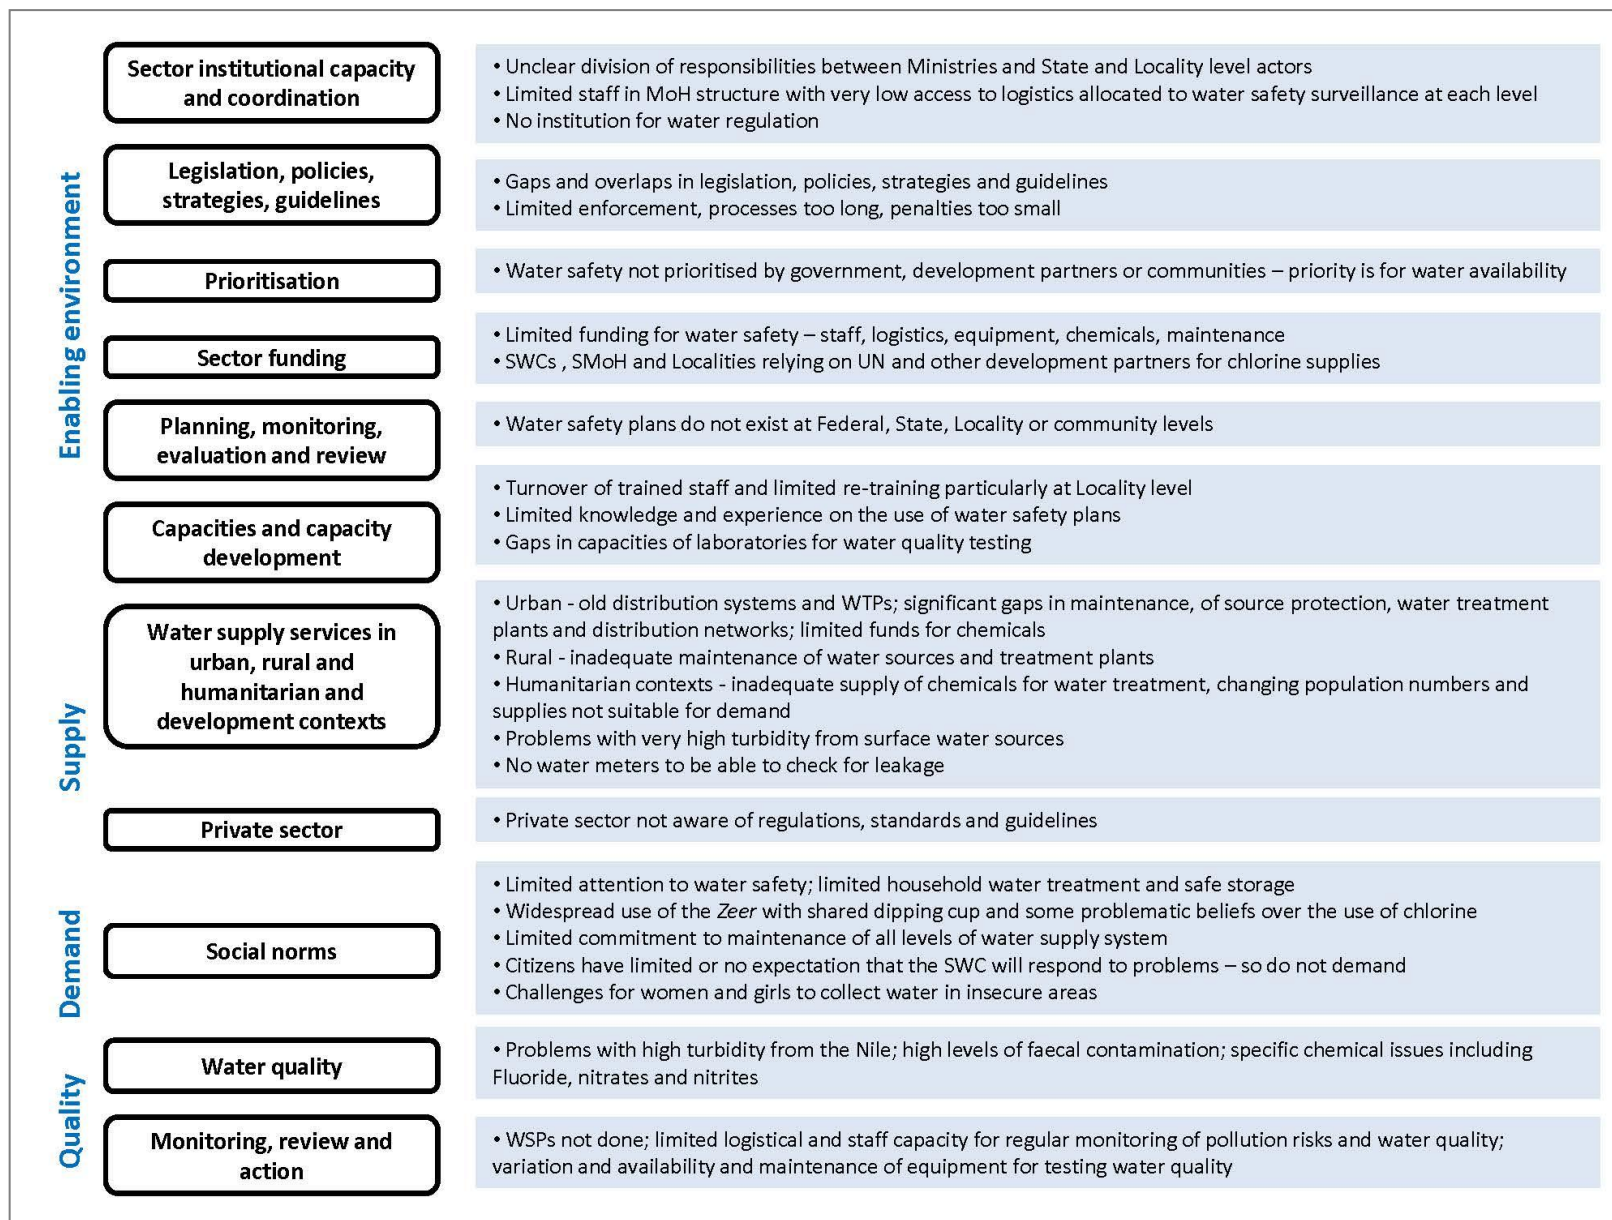 Enabling environment
Sector institutional capacity
and coordination
• Unclear division of responsibilities between Ministries and State and Locality level actors
• Limited staff in MoH structure with very low access to logistics allocated to water safety surveillance at each level
• No institution for water regulation
Legislation, policies,
strategies, guidelines
• Gaps and overlaps in legislation, policies, strategies and guidelines
• Limited enforcement, processes too long, penalties too small
Prioritisation
• Water safety not prioritised by government, development partners or communities – priority is for water availability
Sector funding
• Limited funding for water safety – staff, logistics, equipment, chemicals, maintenance
• SWCs , SMoH and Localities relying on UN and other development partners for chlorine supplies
Planning, monitoring,
evaluation and review
• Water safety plans do not exist at Federal, State, Locality or community levels
Capacities and capacity
development
• Turnover of trained staff and limited re-training particularly at Locality level
• Limited knowledge and experience on the use of water safety plans
• Gaps in capacities of laboratories for water quality testing
Supply
Water supply services in
urban, rural and
humanitarian and
development contexts
• Urban - old distribution systems and WTPs; significant gaps in maintenance, of source protection, water treatment
plants and distribution networks; limited funds for chemicals
• Rural - inadequate maintenance of water sources and treatment plants
• Humanitarian contexts - inadequate supply of chemicals for water treatment, changing population numbers and
supplies not suitable for demand
• Problems with very high turbidity from surface water sources
• No water meters to be able to check for leakage
Private sector
• Private sector not aware of regulations, standards and guidelines
Demand
Social norms
• Limited attention to water safety; limited household water treatment and safe storage
• Widespread use of the Zeer with shared dipping cup and some problematic beliefs over the use of chlorine
• Limited commitment to maintenance of all levels of water supply system
• Citizens have limited or no expectation that the SWC will respond to problems – so do not demand
• Challenges for women and girls to collect water in insecure areas
Quality
Water quality
• Problems with high turbidity from the Nile; high levels of faecal contamination; specific chemical issues including
Fluoride, nitrates and nitrites
Monitoring, review and
action
• WSPs not done; limited logistical and staff capacity for regular monitoring of pollution risks and water quality;
variation and availability and maintenance of equipment for testing water quality